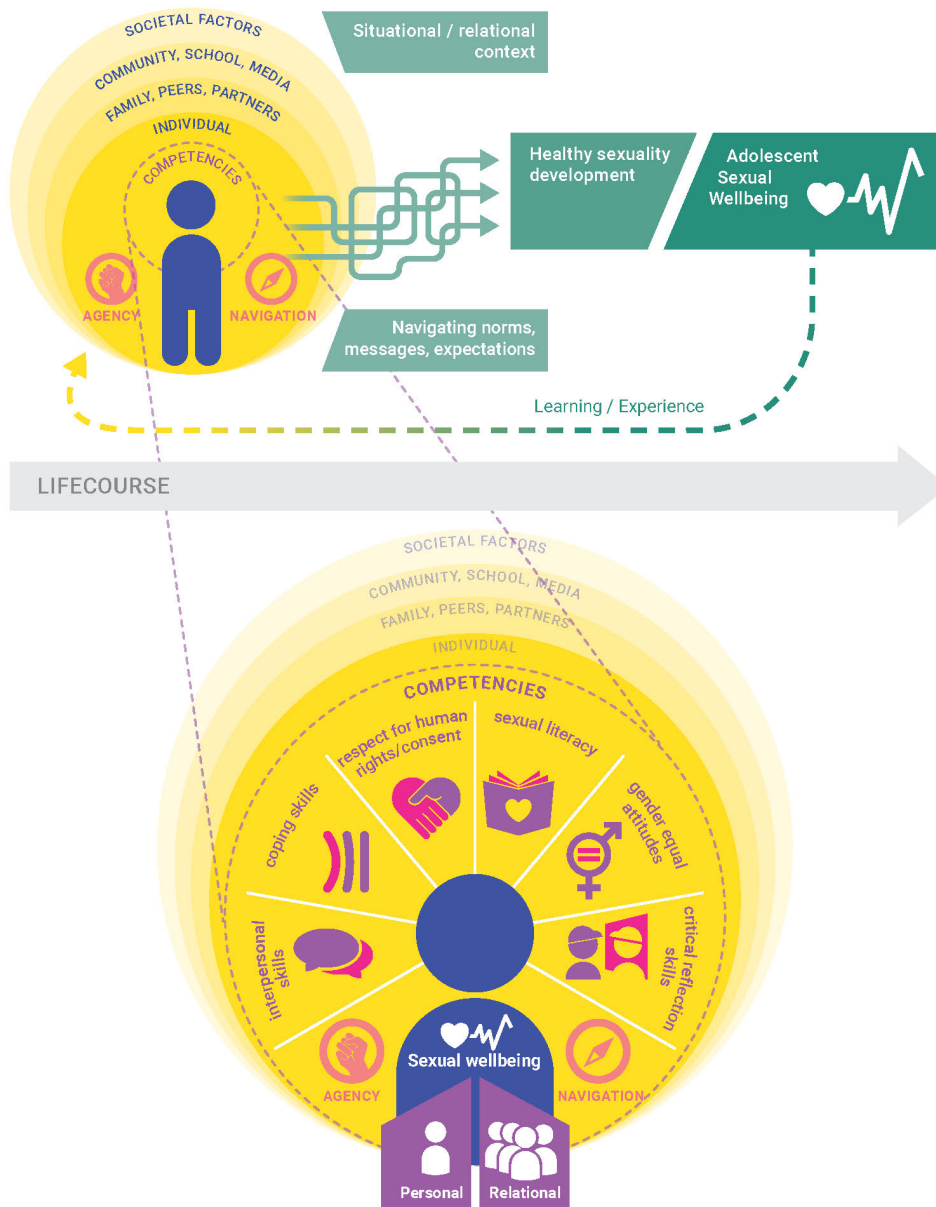 SOCIETAL FACTORS
COMMUNITY, SCHOOL, MEDIA
FAMILY, PEERS, PARTNERS
INDIVIDUAL
COMPETENCIES
AGENCY
NAVIGATION
Situational / relational
context
Healthy sexuality
development
Adolescent
Sexual
Wellbeing
Navigating norms,
messages, expectations
Learning / Experience
LIFECOURSE
SOCIETAL FACTORS
COMMUNITY, SCHOOL, MEDIA
FAMILY, PEERS, PARTNERS
INDIVIDUAL
COMPETENCIES
interpersonal
skills
coping skills
respect for human
rights/consent
sexual literacy
gender equal
attitudes
critical reflection
skills
AGENCY
Sexual wellbeing
NAVIGATION
Personal
Relational